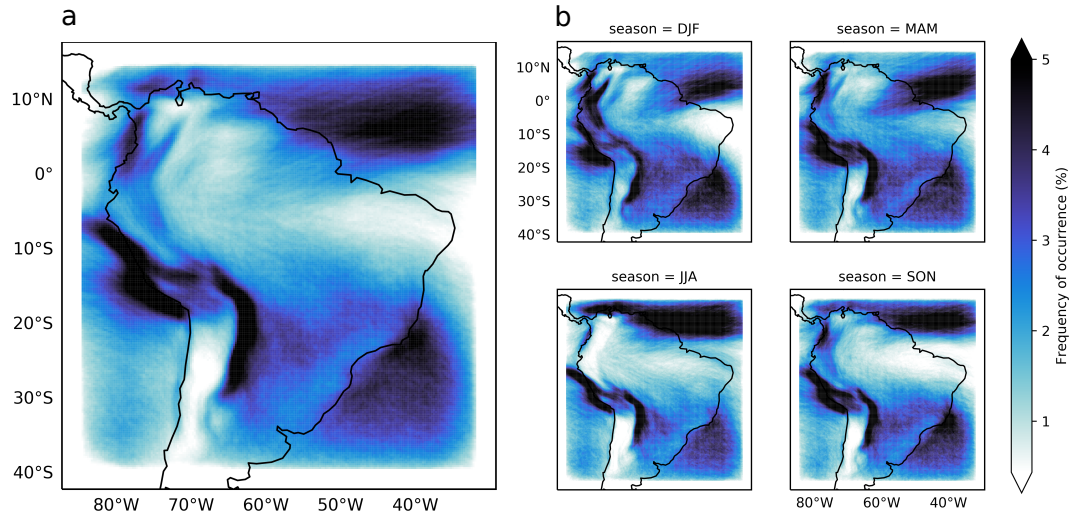 a
10°N
0°
10°S
20°S
30°S
40°S
80°W 70°W 60°W 50°W 40°W
b
season = DJF
season = MAM
10°N
0°
10°S
20°S
30°S
40°S
season = JJA
season = SON
80°W 60°W 40°W
5
4
3
2
1
Frequency of occurrence (%)